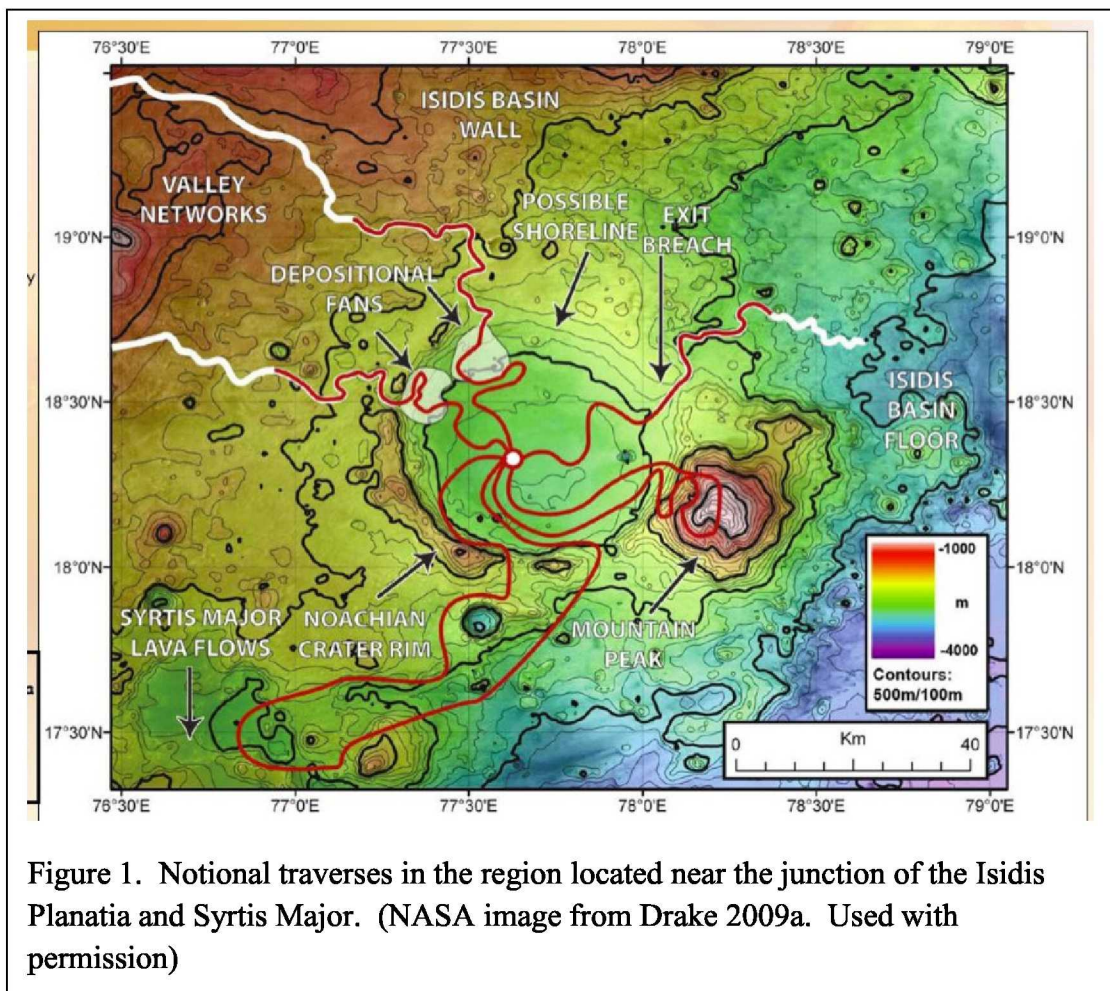 76°30'E 77°0'E 77°30'E 78°0'E 78°30'E 79°0'E
ISIDIS BASIN
WALL
VALLEY
NETWORKS
POSSIBLE
SHORELINE
EXIT
BREACH
19°0'N
19°0'N
DEPOSITIONAL
FANS
y
18°30'N
18°30'N
ISIDIS
BASIN
FLOOR
18°0'N
18°0'N
SYRTIS MAJOR
LAVA FLOWS
NOACHIAN
CRATER RIM
MOUNTAIN
PEAK
-1000
m
-4000
Contours:
500m/100m
17°30'N
17°30'N
Km
0 40
76°30'E 77°0'E 77°30'E 78°0'E 78°30'E 79°0'E
Figure 1. Notional traverses in the region located near the junction of the Isidis
Planatia and Syrtis Major. (NASA image from Drake 2009a. Used with
permission)